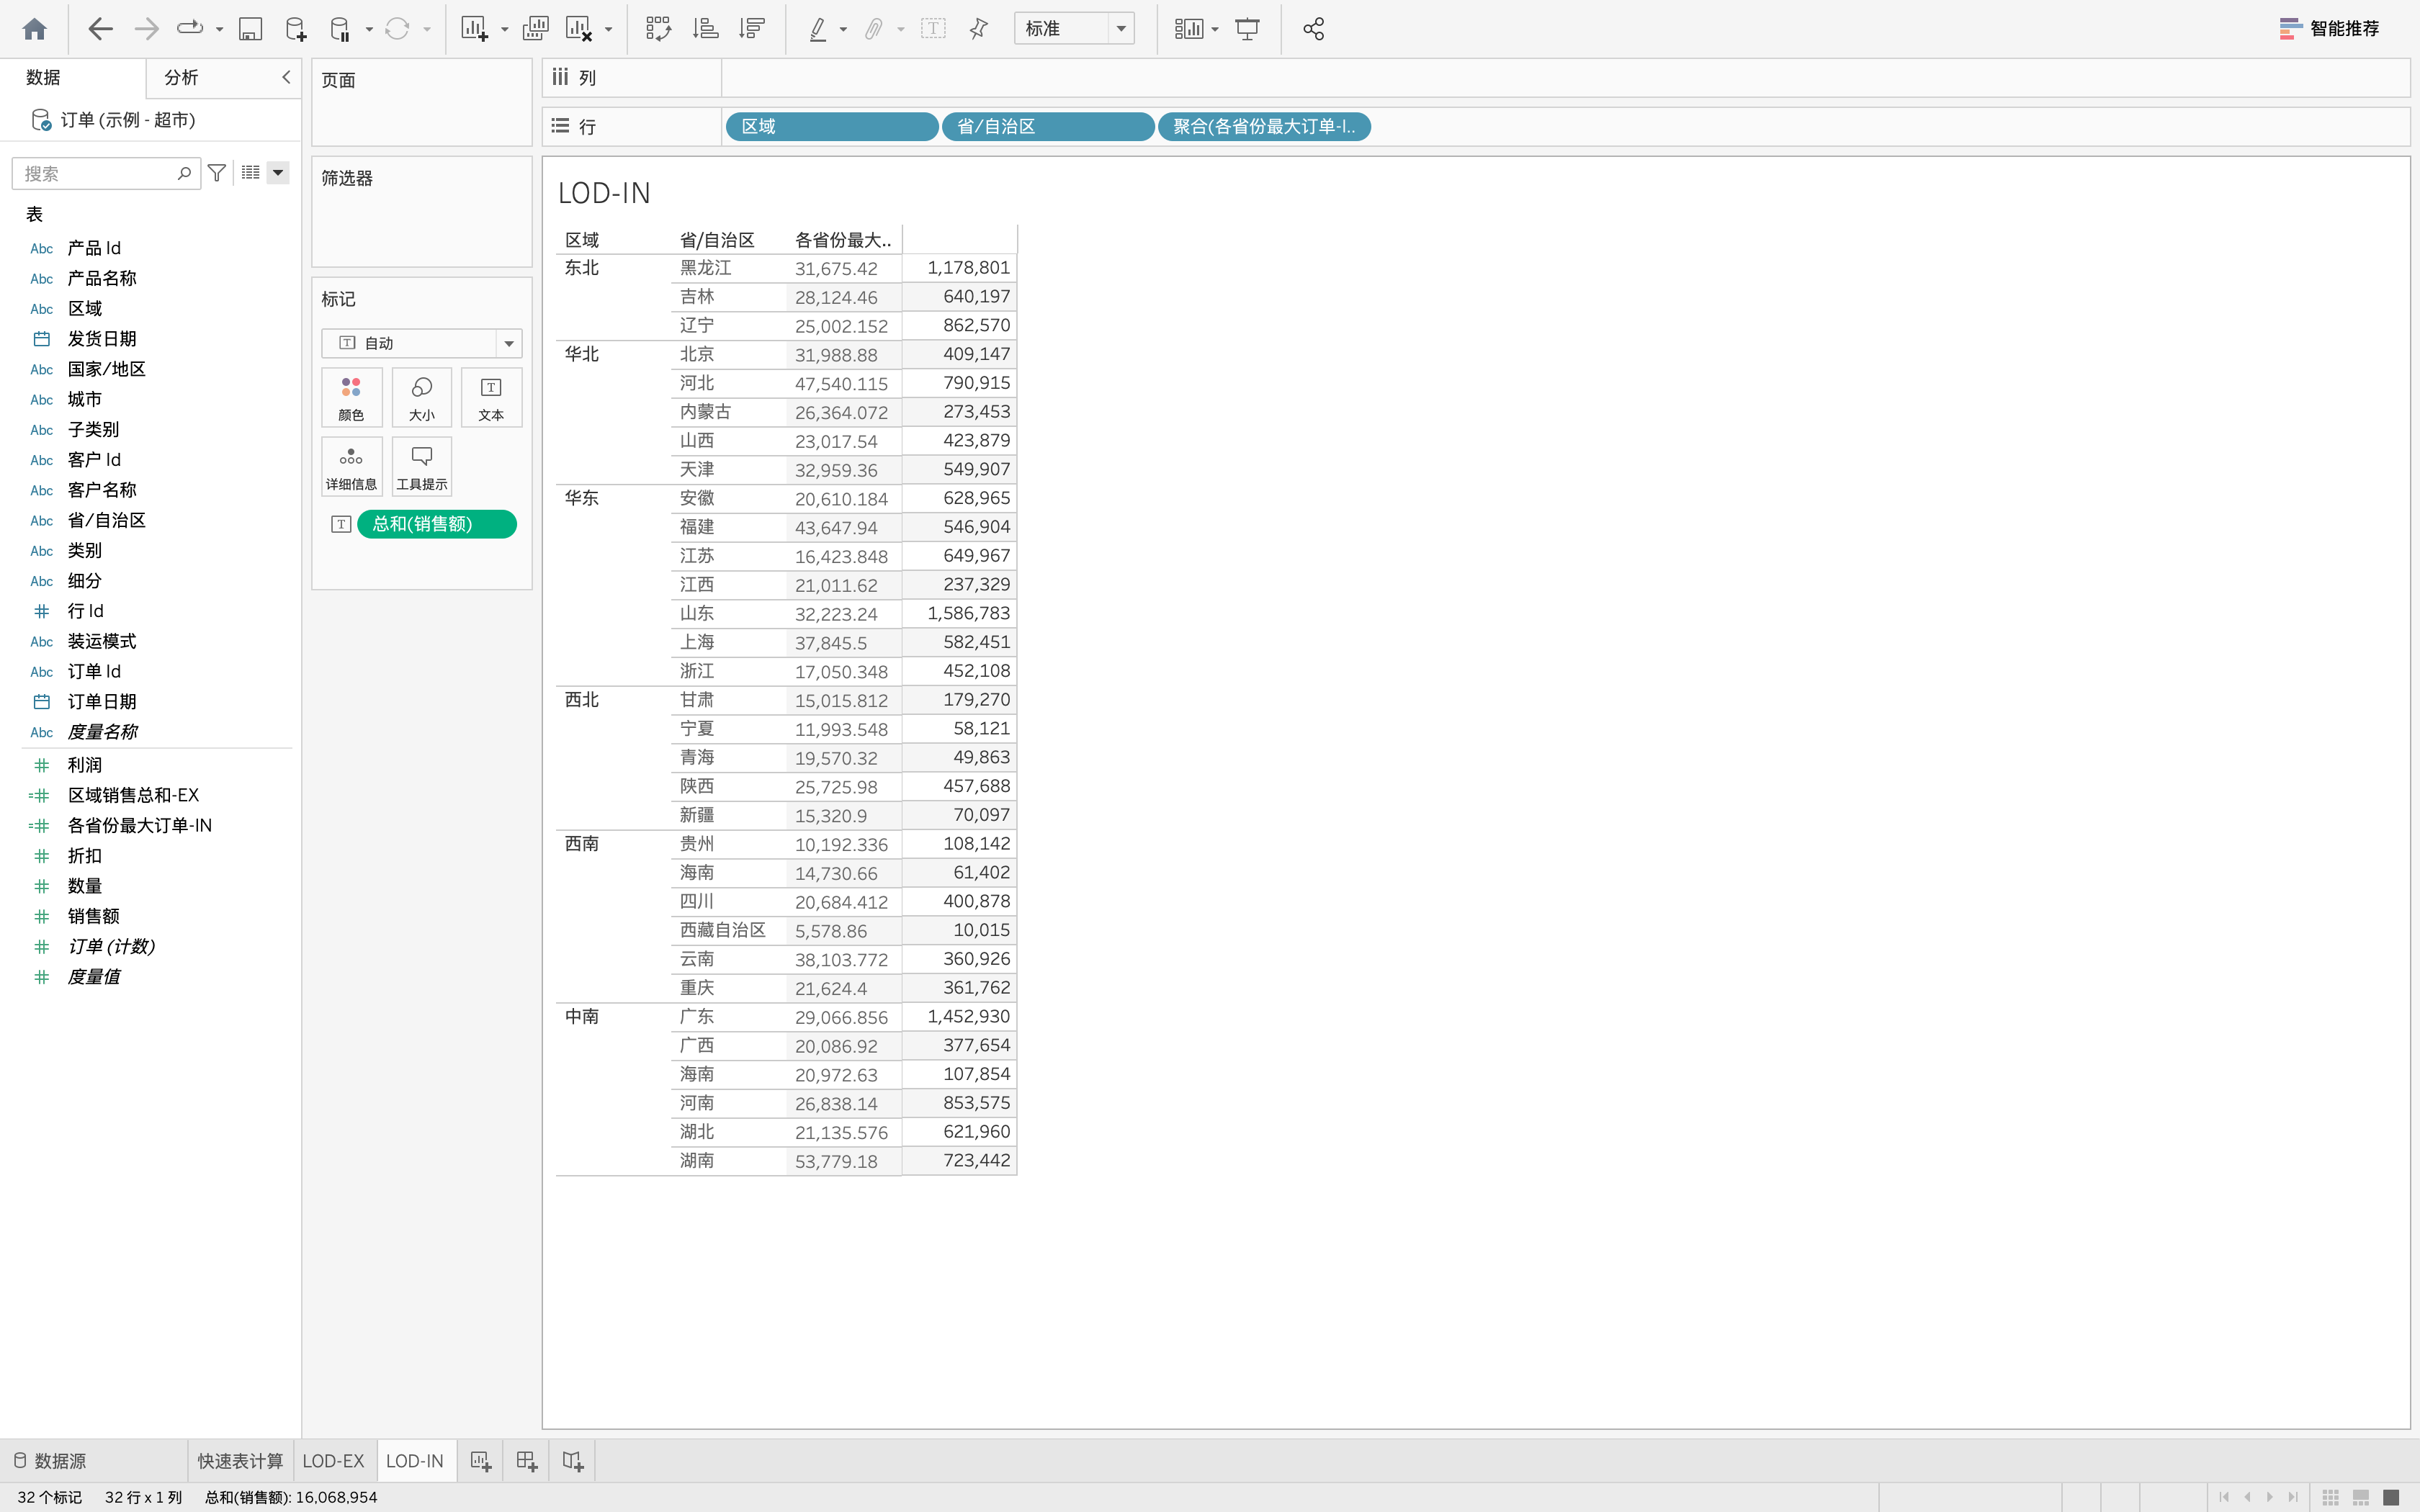 标准
智能推荐
数据 分析
订单 (示例 - 超市)
搜索
表
Abc 产品 Id
Abc 产品名称
Abc 区域
发货日期
Abc 国家/地区
Abc 城市
Abc 子类别
Abc 客户 Id
Abc 客户名称
Abc 省/自治区
Abc 类别
Abc 细分
行 Id
Abc 装运模式
Abc 订单 Id
订单日期
Abc 度量名称
利润
区域销售总和-EX
各省份最大订单-IN
折扣
数量
销售额
订单 (计数)
度量值
页面
筛选器
标记
自动
颜色 大小 文本
详细信息 工具提示
总和(销售额)
列
行 区域 省/自治区 聚合(各省份最大订单-I..
LOD-IN
区域 省/自治区 各省份最大..
东北 黑龙江 31,675.42 1,178,801
吉林 28,124.46 640,197
辽宁 25,002.152 862,570
华北 北京 31,988.88 409,147
河北 47,540.115 790,915
内蒙古 26,364.072 273,453
山西 23,017.54 423,879
天津 32,959.36 549,907
华东 安徽 20,610.184 628,965
福建 43,647.94 546,904
江苏 16,423.848 649,967
江西 21,011.62 237,329
山东 32,223.24 1,586,783
上海 37,845.5 582,451
浙江 17,050.348 452,108
西北 甘肃 15,015.812 179,270
宁夏 11,993.548 58,121
青海 19,570.32 49,863
陕西 25,725.98 457,688
新疆 15,320.9 70,097
西南 贵州 10,192.336 108,142
海南 14,730.66 61,402
四川 20,684.412 400,878
西藏自治区 5,578.86 10,015
云南 38,103.772 360,926
重庆 21,624.4 361,762
中南 广东 29,066.856 1,452,930
广西 20,086.92 377,654
海南 20,972.63 107,854
河南 26,838.14 853,575
湖北 21,135.576 621,960
湖南 53,779.18 723,442
数据源 快速表计算 LOD-EX LOD-IN
32 个标记 32 行 x 1 列 总和(销售额): 16,068,954